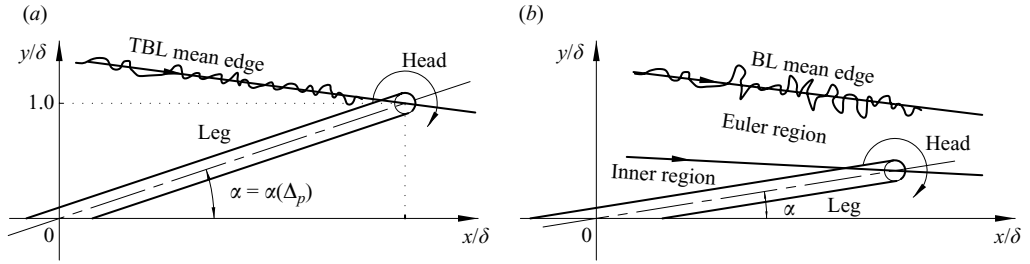 (a)
y/δ
TBL mean edge
Head
1.0
Leg
α = α(Δp)
0
x/δ
(b)
y/δ
BL mean edge
Euler region
Head
Inner region
α
Leg
0
x/δ